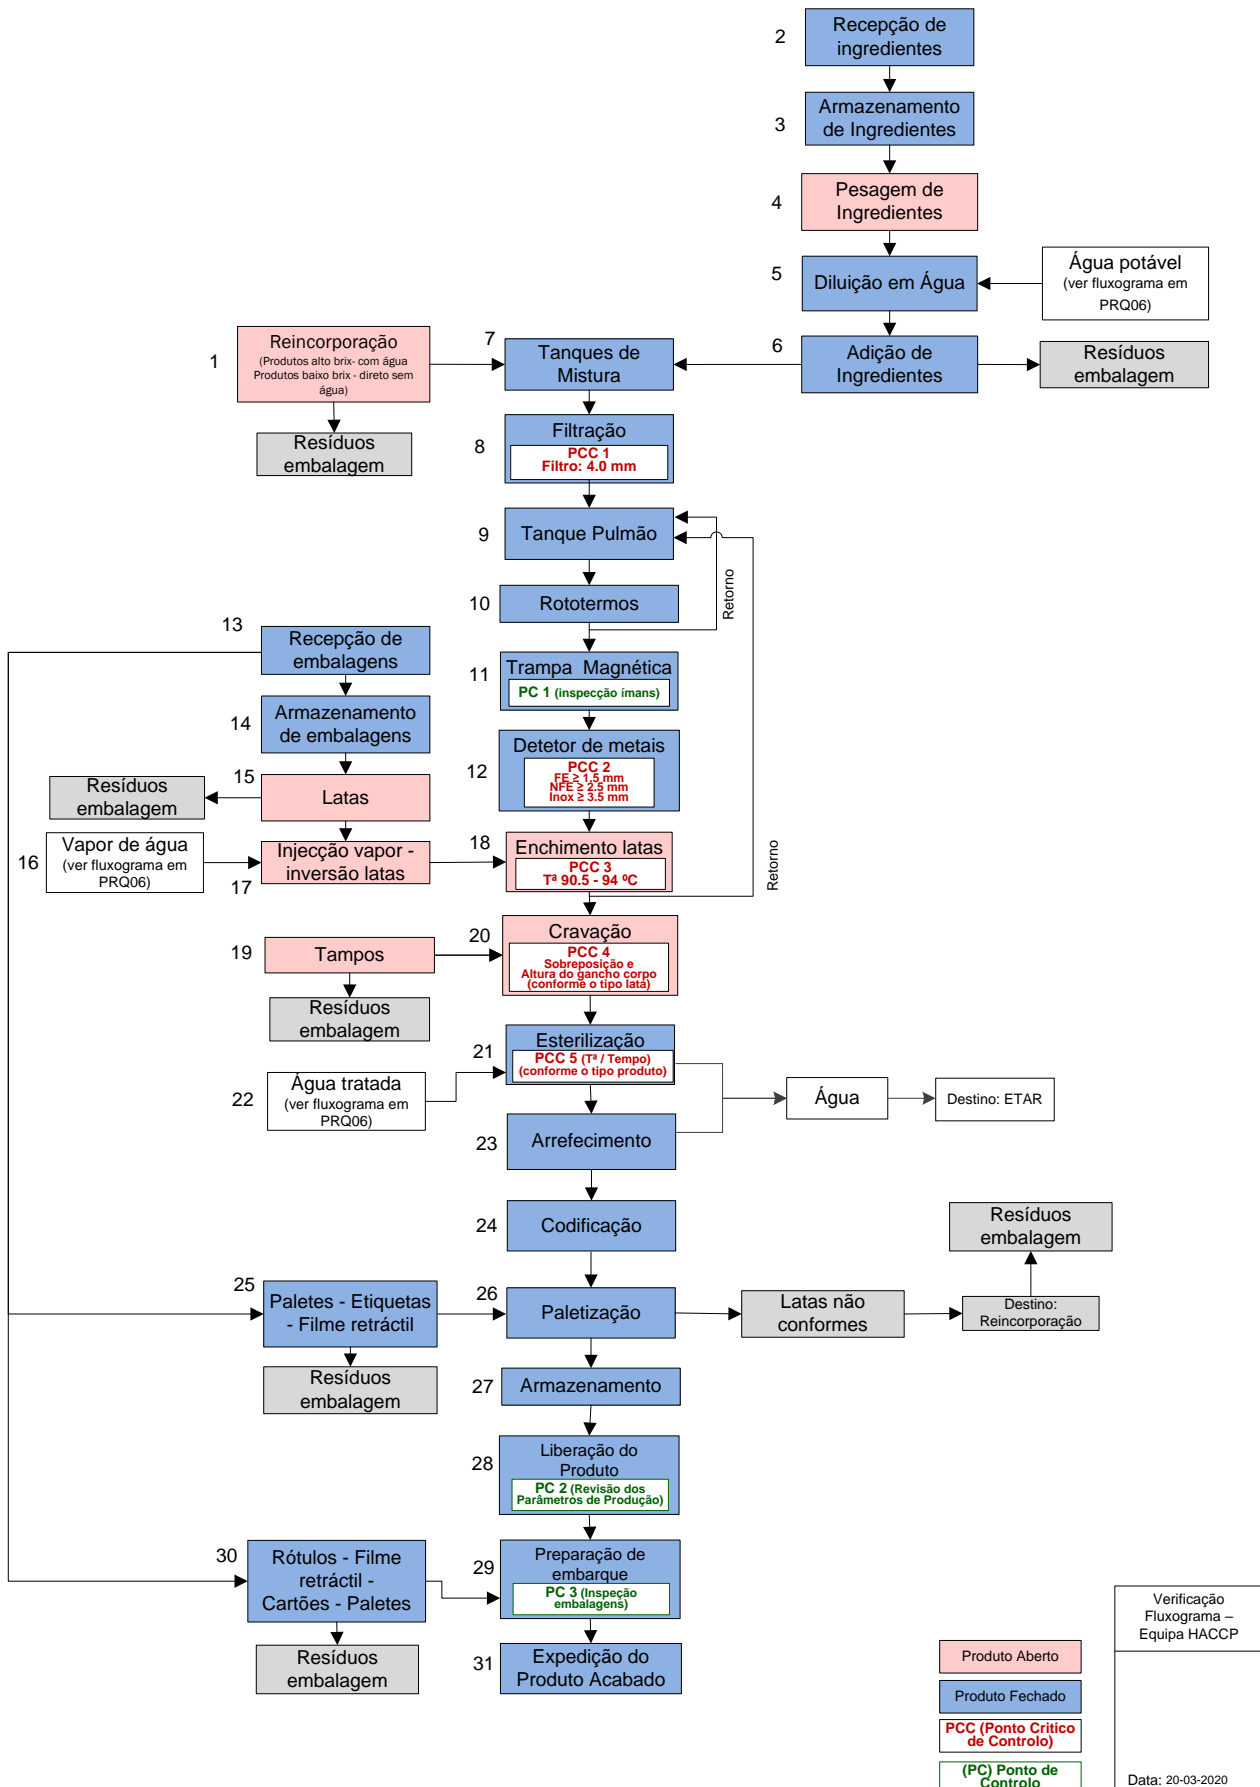 2
Recepção de
ingredientes
3
Armazenamento
de Ingredientes
4
Pesagem de
Ingredientes
5
Diluição em Água
Água potável
(ver fluxograma em
PRQ06)
1
Reincorporação
(Produtos alto brix- com água
Produtos baixo brix - direto sem
água)
7
Tanques de
Mistura
6
Adição de
Ingredientes
Resíduos
embalagem
Resíduos
embalagem
8
Filtração
PCC 1
Filtro: 4.0 mm
9
Tanque Pulmão
Retorno
10
Rototermos
13
Recepção de
embalagens
11
Trampa Magnética
PC 1 (inspecção ímans)
14
Armazenamento
de embalagens
12
Detetor de metais
PCC 2
FE ≥ 1.5 mm
NFE ≥ 2.5 mm
Inox ≥ 3.5 mm
Resíduos
embalagem
15
Latas
16
Vapor de água
(ver fluxograma em
PRQ06)
17
Injecção vapor -
inversão latas
18
Enchimento latas
PCC 3
Tª 90.5 - 94 ºC
Retorno
19
Tampos
20
Cravação
PCC 4
Sobreposição e
Altura do gancho corpo
(conforme o tipo lata)
Resíduos
embalagem
21
Esterilização
PCC 5 (Tª / Tempo)
(conforme o tipo produto)
22
Água tratada
(ver fluxograma em
PRQ06)
Água
Destino: ETAR
23
Arrefecimento
24
Codificação
Resíduos
embalagem
25
Paletes - Etiquetas
- Filme retráctil
26
Paletização
Latas não
conformes
Destino:
Reincorporação
Resíduos
embalagem
27
Armazenamento
28
Liberação do
Produto
PC 2 (Revisão dos
Parâmetros de Produção)
30
Rótulos - Filme
retráctil -
Cartões - Paletes
29
Preparação de
embarque
PC 3 (Inspeção
embalagens)
Resíduos
embalagem
31
Expedição do
Produto Acabado
Produto Aberto
Produto Fechado
PCC (Ponto Critico
de Controlo)
(PC) Ponto de
Controlo
Verificação
Fluxograma –
Equipa HACCP
Data: 20-03-2020